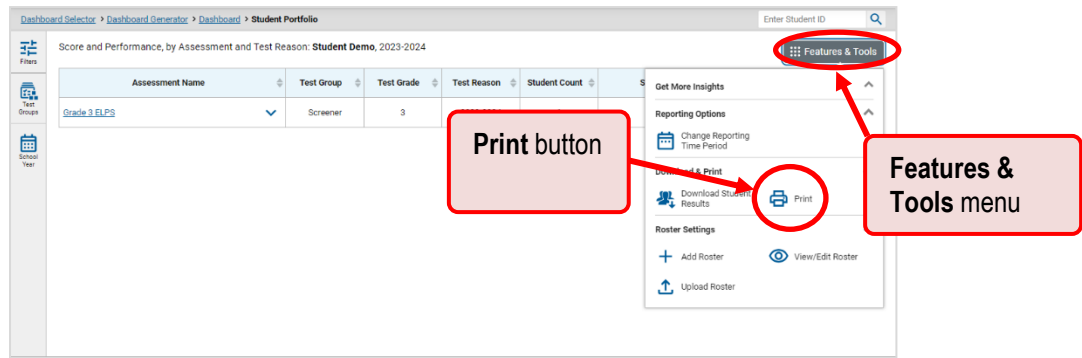 Dashboard Selector > Dashboard Generator > Dashboard > Student Portfolio
Enter Student ID
Filters
Test Groups
School Year
Score and Performance, by Assessment and Test Reason: Student Demo, 2023-2024
Features & Tools
Assessment Name
Test Group
Test Grade
Test Reason
Student Count
S
Grade 3 ELPS
Screener
3
Get More Insights
Reporting Options
Change Reporting
Time Period
Download & Print
Download Student
Results
Print
Roster Settings
Add Roster
View/Edit Roster
Upload Roster
Print button
Features &
Tools menu